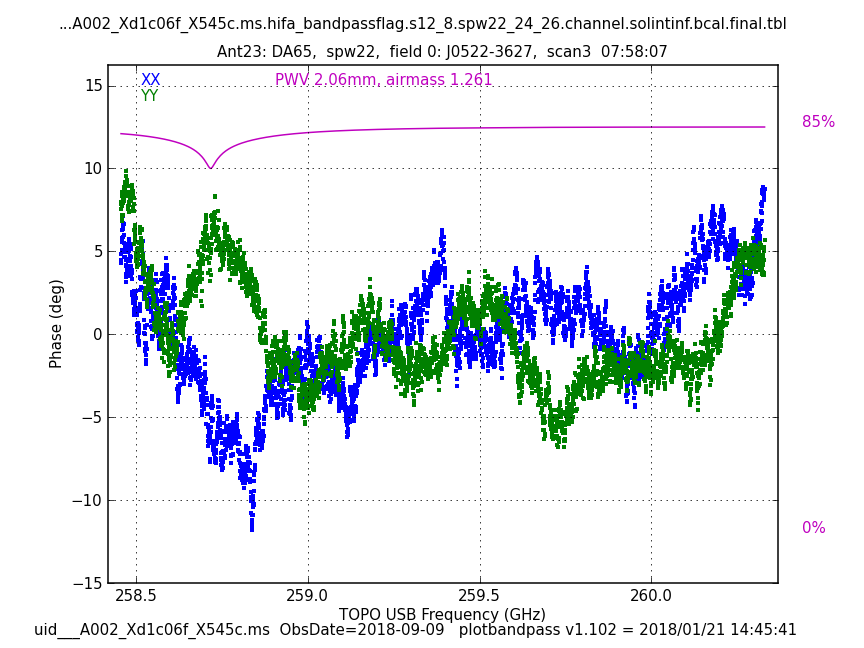 ...A002_Xd1c06f_X545c.ms.hifa_bandpassflag.s12_8.spw22_24_26.channel.solintinf.bcal.final.tbl
Ant23: DA65, spw22, field 0: J0522-3627, scan3 07:58:07
XX
PWV 2.06mm, airmass 1.261
YY
85%
0%
15
10
5
0
−5
−10
−15
Phase (deg)
258.5
259.0
259.5
260.0
TOPO USB Frequency (GHz)
uid___A002_Xd1c06f_X545c.ms ObsDate=2018-09-09 plotbandpass v1.102 = 2018/01/21 14:45:41